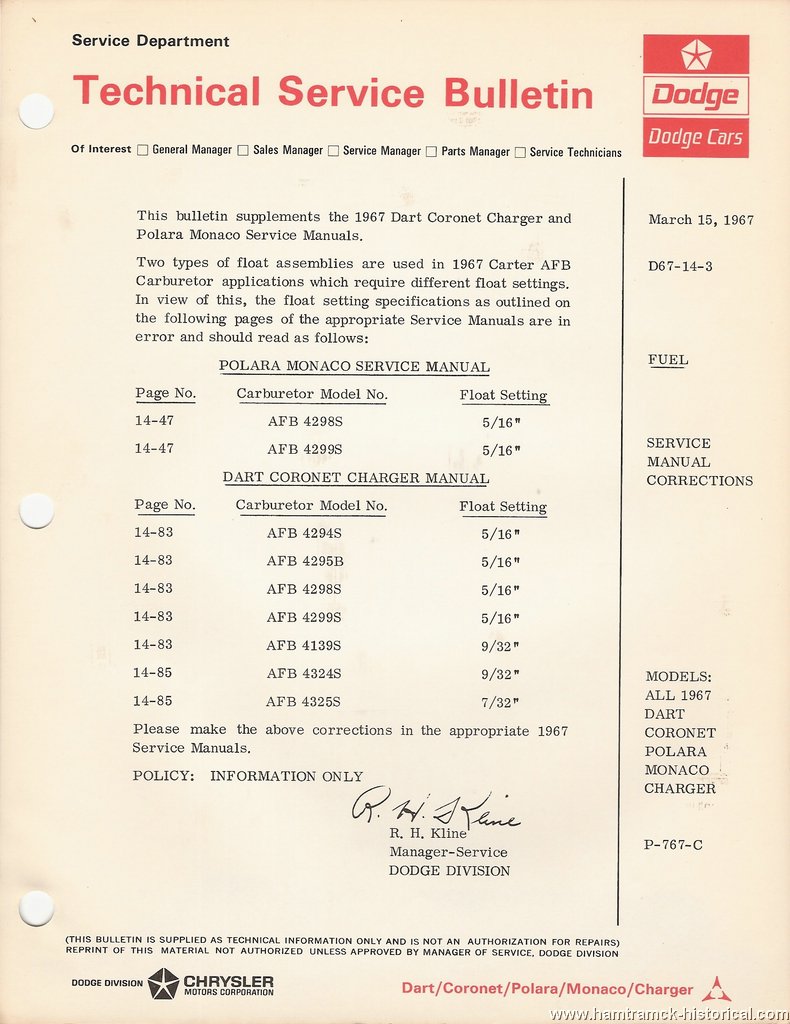 Service Department
Technical Service Bulletin
Dodge
Dodge Cars
Of Interest General Manager Sales Manager Service Manager Parts Manager Service Technicians
This bulletin supplements the 1967 Dart Coronet Charger and
Polara Monaco Service Manuals.
Two types of float assemblies are used in 1967 Carter AFB
Carburetor applications which require different float settings.
In view of this, the float setting specifications as outlined on
the following pages of the appropriate Service Manuals are in
error and should read as follows:
POLARA MONACO SERVICE MANUAL
Page No. Carburetor Model No. Float Setting
14-47 AFB 4298S 5/16"
14-47 AFB 4299S 5/16"
DART CORONET CHARGER MANUAL
Page No. Carburetor Model No. Float Setting
14-83 AFB 4294S 5/16"
14-83 AFB 4295B 5/16"
14-83 AFB 4298S 5/16"
14-83 AFB 4299S 5/16"
14-83 AFB 4139S 9/32"
14-85 AFB 4324S 9/32"
14-85 AFB 4325S 7/32"
Please make the above corrections in the appropriate 1967
Service Manuals.
POLICY: INFORMATION ONLY
R. H. Kline
R. H. Kline
Manager-Service
DODGE DIVISION
March 15, 1967
D67-14-3
FUEL
SERVICE
MANUAL
CORRECTIONS
MODELS:
ALL 1967
DART
CORONET
POLARA
MONACO
CHARGER
P-767-C
(THIS BULLETIN IS SUPPLIED AS TECHNICAL INFORMATION ONLY AND IS NOT AN AUTHORIZATION FOR REPAIRS)
REPRINT OF THIS MATERIAL NOT AUTHORIZED UNLESS APPROVED BY MANAGER OF SERVICE, DODGE DIVISION
DODGE DIVISION CHRYSLER
MOTORS CORPORATION
Dart/Coronet/Polara/Monaco/Charger
www.hamtramck-historical.com